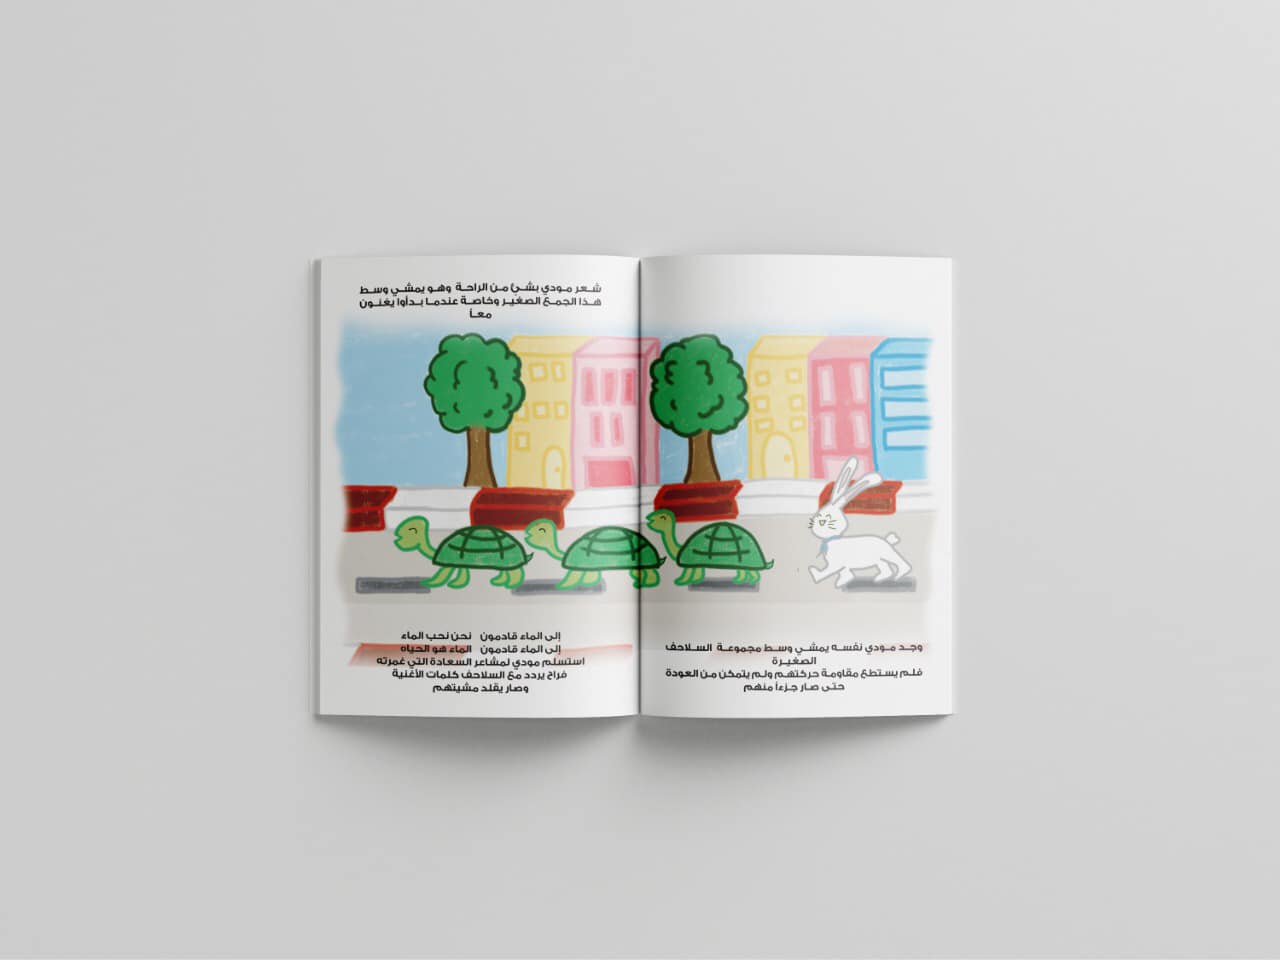 وجد مودي نفسه يمشي وسط مجموعة السلاحف
الصغيرة
فلم يستطع مقاومة حركتهم ولم يتمكن من العودة
حتى صار جزءاً منهم
شعر مودي بشئٍ من الراحة وهو يمشي وسط
هذا الجمع الصغير وخاصة عندما بدأوا يغنون
معاً
إلى الماء قادمون نحن نحب الماء
إلى الماء قادمون الماء هو الحياه
استسلم مودي لمشاعر السعادة التي غمرته
فراح يردد مع السلاحف كلمات الأغنية
وصار يقلد مشيتهم